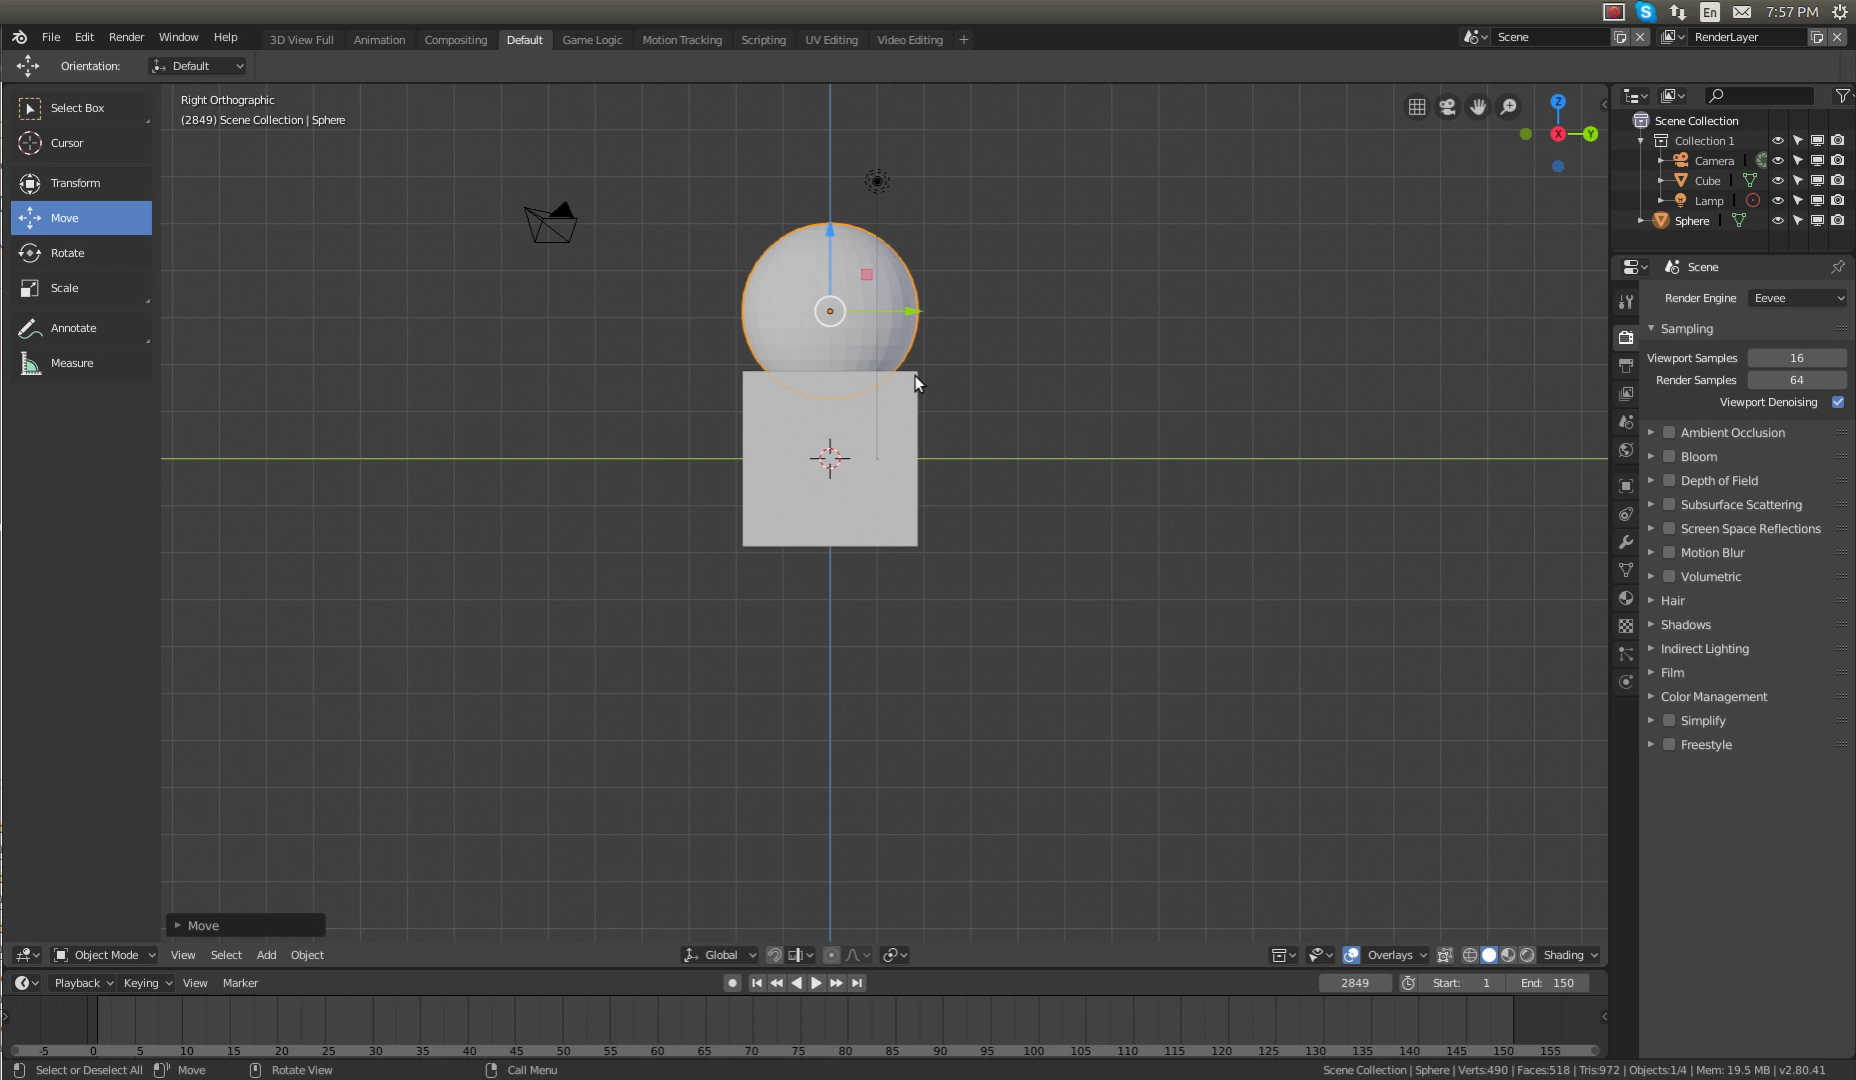 En 7:57 PM
File Edit Render Window Help 3D View Full Animation Compositing Default Game Logic Motion Tracking Scripting UV Editing Video Editing + Scene RenderLayer
Orientation: Default
Select Box
Cursor
Transform
Move
Rotate
Scale
Annotate
Measure
Right Orthographic
(2849) Scene Collection | Sphere
Z
X
Y
Scene Collection
Collection 1
Camera
Cube
Lamp
Sphere
Scene
Render Engine Eevee
Sampling
Viewport Samples 16
Render Samples 64
Viewport Denoising
Ambient Occlusion
Bloom
Depth of Field
Subsurface Scattering
Screen Space Reflections
Motion Blur
Volumetric
Hair
Shadows
Indirect Lighting
Film
Color Management
Simplify
Freestyle
Move
Object Mode View Select Add Object Global Overlays Shading
Playback Keying View Marker 2849 Start: 1 End: 150
-5 0 5 10 15 20 25 30 35 40 45 50 55 60 65 70 75 80 85 90 95 100 105 110 115 120 125 130 135 140 145 150 155
Select or Deselect All Move Rotate View Call Menu Scene Collection | Sphere | Verts:490 | Faces:518 | Tris:972 | Objects:1/4 | Mem: 19.5 MB | v2.80.41